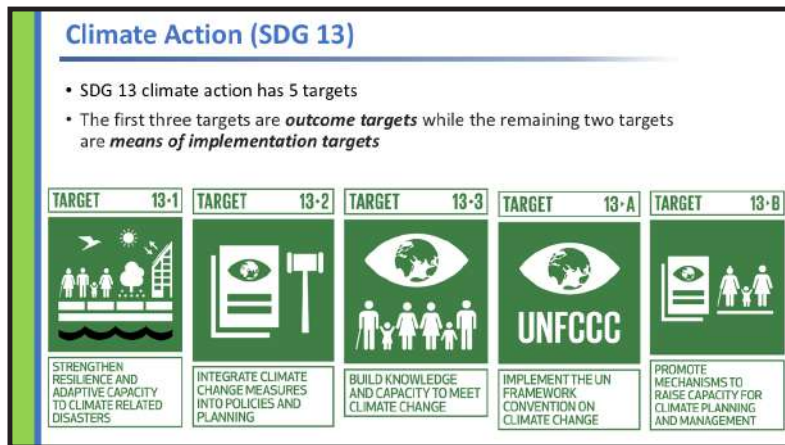 Climate Action (SDG 13)
• SDG 13 climate action has 5 targets
• The first three targets are outcome targets while the remaining two targets
are means of implementation targets
TARGET 13·1
STRENGTHEN
RESILIENCE AND
ADAPTIVE CAPACITY
TO CLIMATE RELATED
DISASTERS
TARGET 13·2
INTEGRATE CLIMATE
CHANGE MEASURES
INTO POLICIES AND
PLANNING
TARGET 13·3
BUILD KNOWLEDGE
AND CAPACITY TO MEET
CLIMATE CHANGE
TARGET 13·A
UNFCCC
IMPLEMENT THE UN
FRAMEWORK
CONVENTION ON
CLIMATE CHANGE
TARGET 13·B
PROMOTE
MECHANISMS TO
RAISE CAPACITY FOR
CLIMATE PLANNING
AND MANAGEMENT